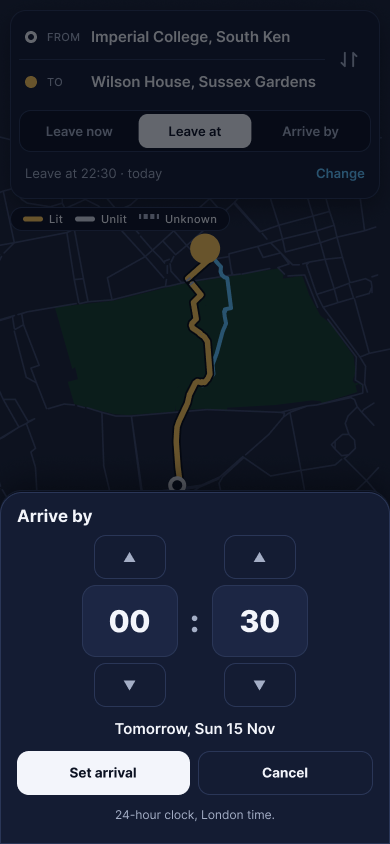 FROM Imperial College, South Ken
TO Wilson House, Sussex Gardens
Leave now Leave at Arrive by
Leave at 22:30 · today Change
Lit Unlit Unknown
Arrive by
00 : 30
Tomorrow, Sun 15 Nov
Set arrival Cancel
24-hour clock, London time.